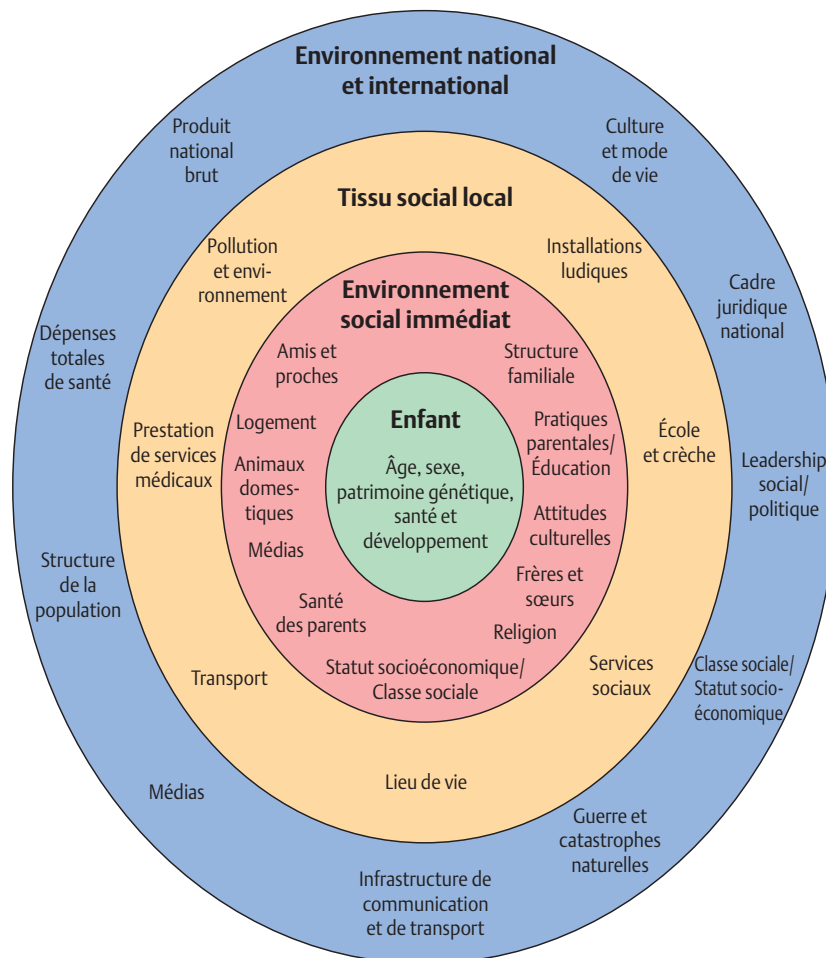 Environnement national
et international
Produit
national
brut
Culture
et mode
de vie
Tissu social local
Pollution
et envi-
ronnement
Installations
ludiques
Environnement
social immédiat
Cadre
juridique
national
Dépenses
totales
de santé
Amis et
proches
Structure
familiale
Logement
Enfant
Pratiques
parentales/
Éducation
Prestation
de services
médicaux
École
et crèche
Animaux
domes-
tiques
Âge, sexe,
patrimoine génétique,
santé et
développement
Leadership
social/
politique
Attitudes
culturelles
Médias
Structure
de la
population
Frères et
sœurs
Santé
des parents
Religion
Statut socioéconomique/
Classe sociale
Transport
Services
sociaux
Classe sociale/
Statut socio-
économique
Médias
Lieu de vie
Guerre et
catastrophes
naturelles
Infrastructure de
communication
et de transport